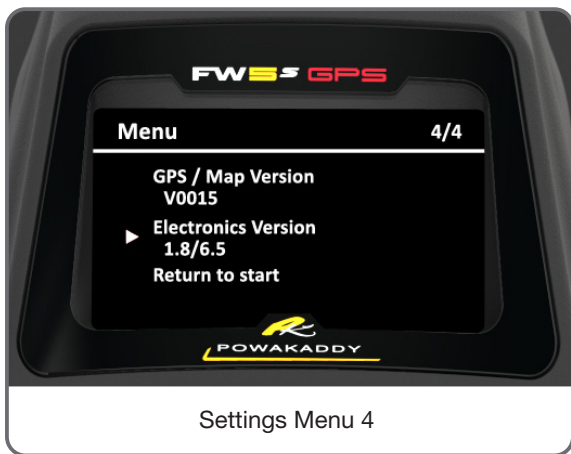 FW5s GPS
Menu 4/4
GPS / Map Version
V0015
Electronics Version
1.8/6.5
Return to start
POWAKADDY
Settings Menu 4